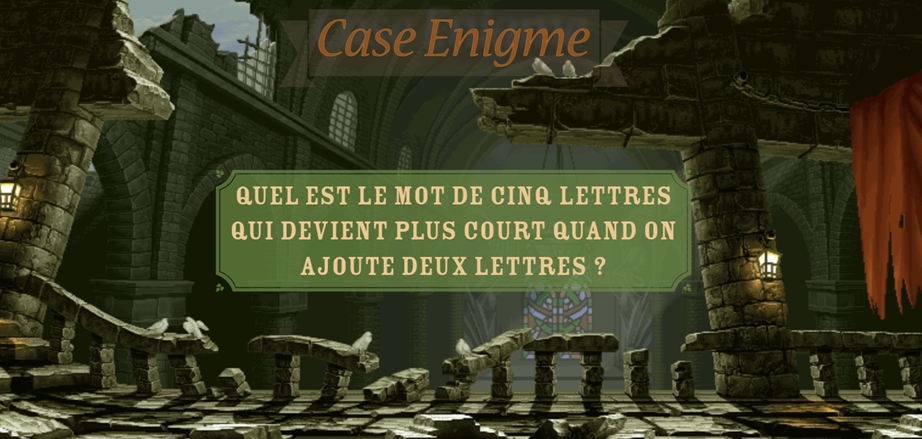 Case Enigme
QUEL EST LE MOT DE CINQ LETTRES
QUI DEVIENT PLUS COURT QUAND ON
AJOUTE DEUX LETTRES ?